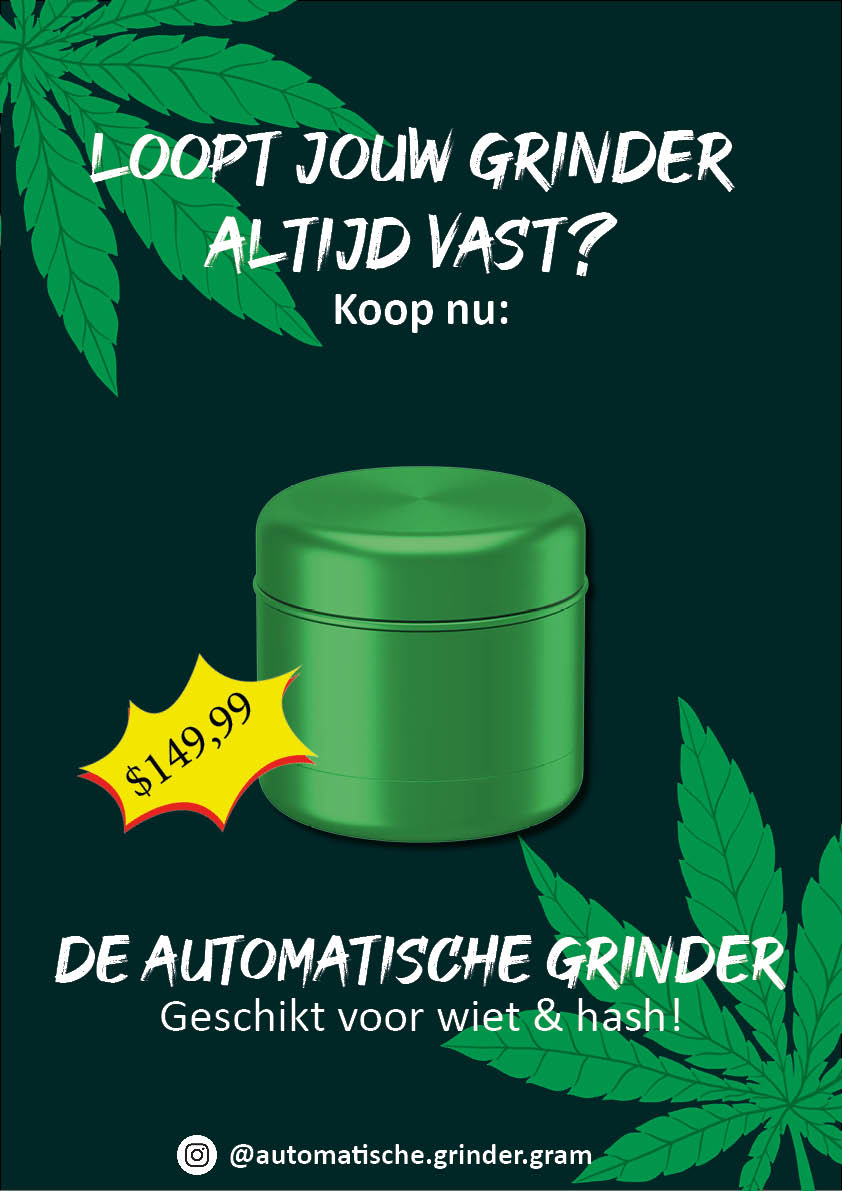 LOOPT JOUW GRINDER
ALTIJD VAST?
Koop nu:
$149,99
DE AUTOMATISCHE GRINDER
Geschikt voor wiet & hash!
@automatische.grinder.gram